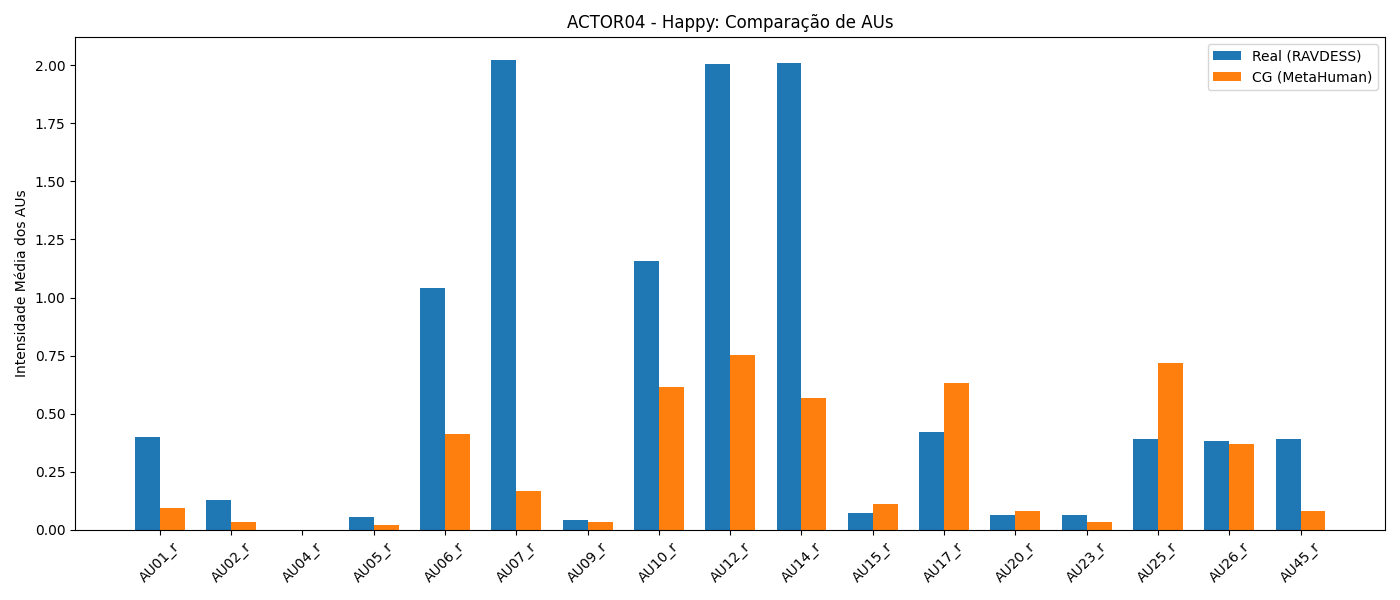 ACTOR04 - Happy: Comparação de AUs
Real (RAVDESS)
CG (MetaHuman)
Intensidade Média dos AUs
2.00
1.75
1.50
1.25
1.00
0.75
0.50
0.25
0.00
AU01_r
AU02_r
AU04_r
AU05_r
AU06_r
AU07_r
AU09_r
AU10_r
AU12_r
AU14_r
AU15_r
AU17_r
AU20_r
AU23_r
AU25_r
AU26_r
AU45_r